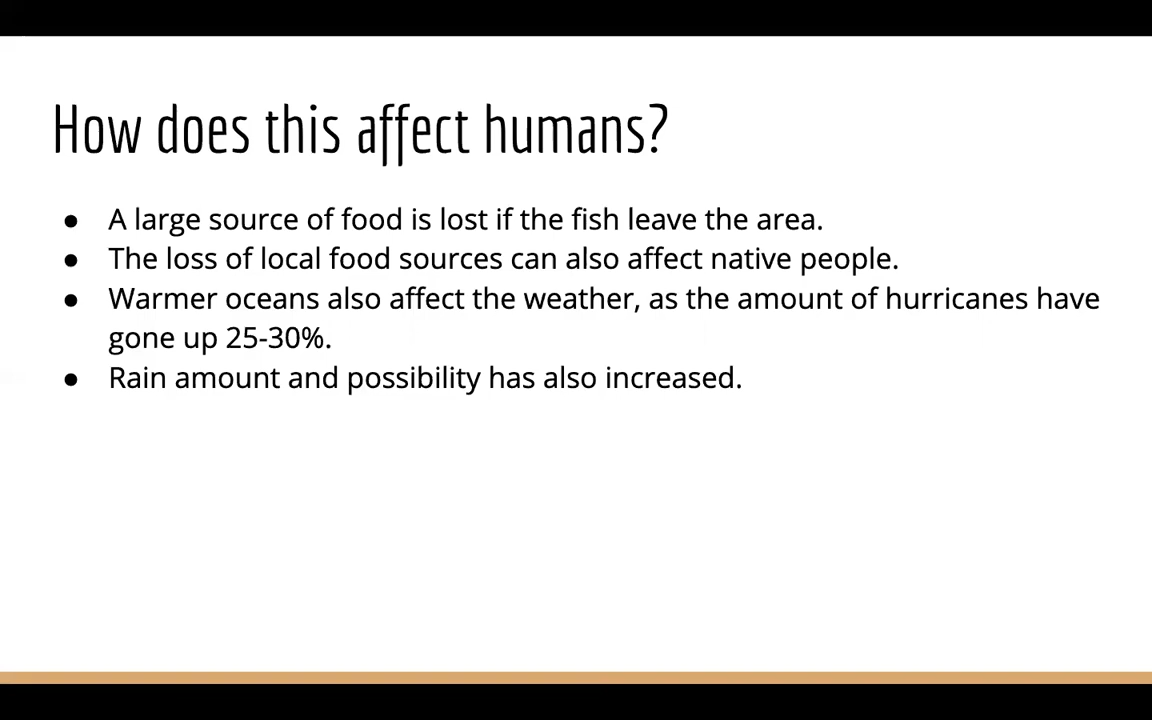 How does this affect humans?
● A large source of food is lost if the fish leave the area.
● The loss of local food sources can also affect native people.
● Warmer oceans also affect the weather, as the amount of hurricanes have
gone up 25-30%.
● Rain amount and possibility has also increased.